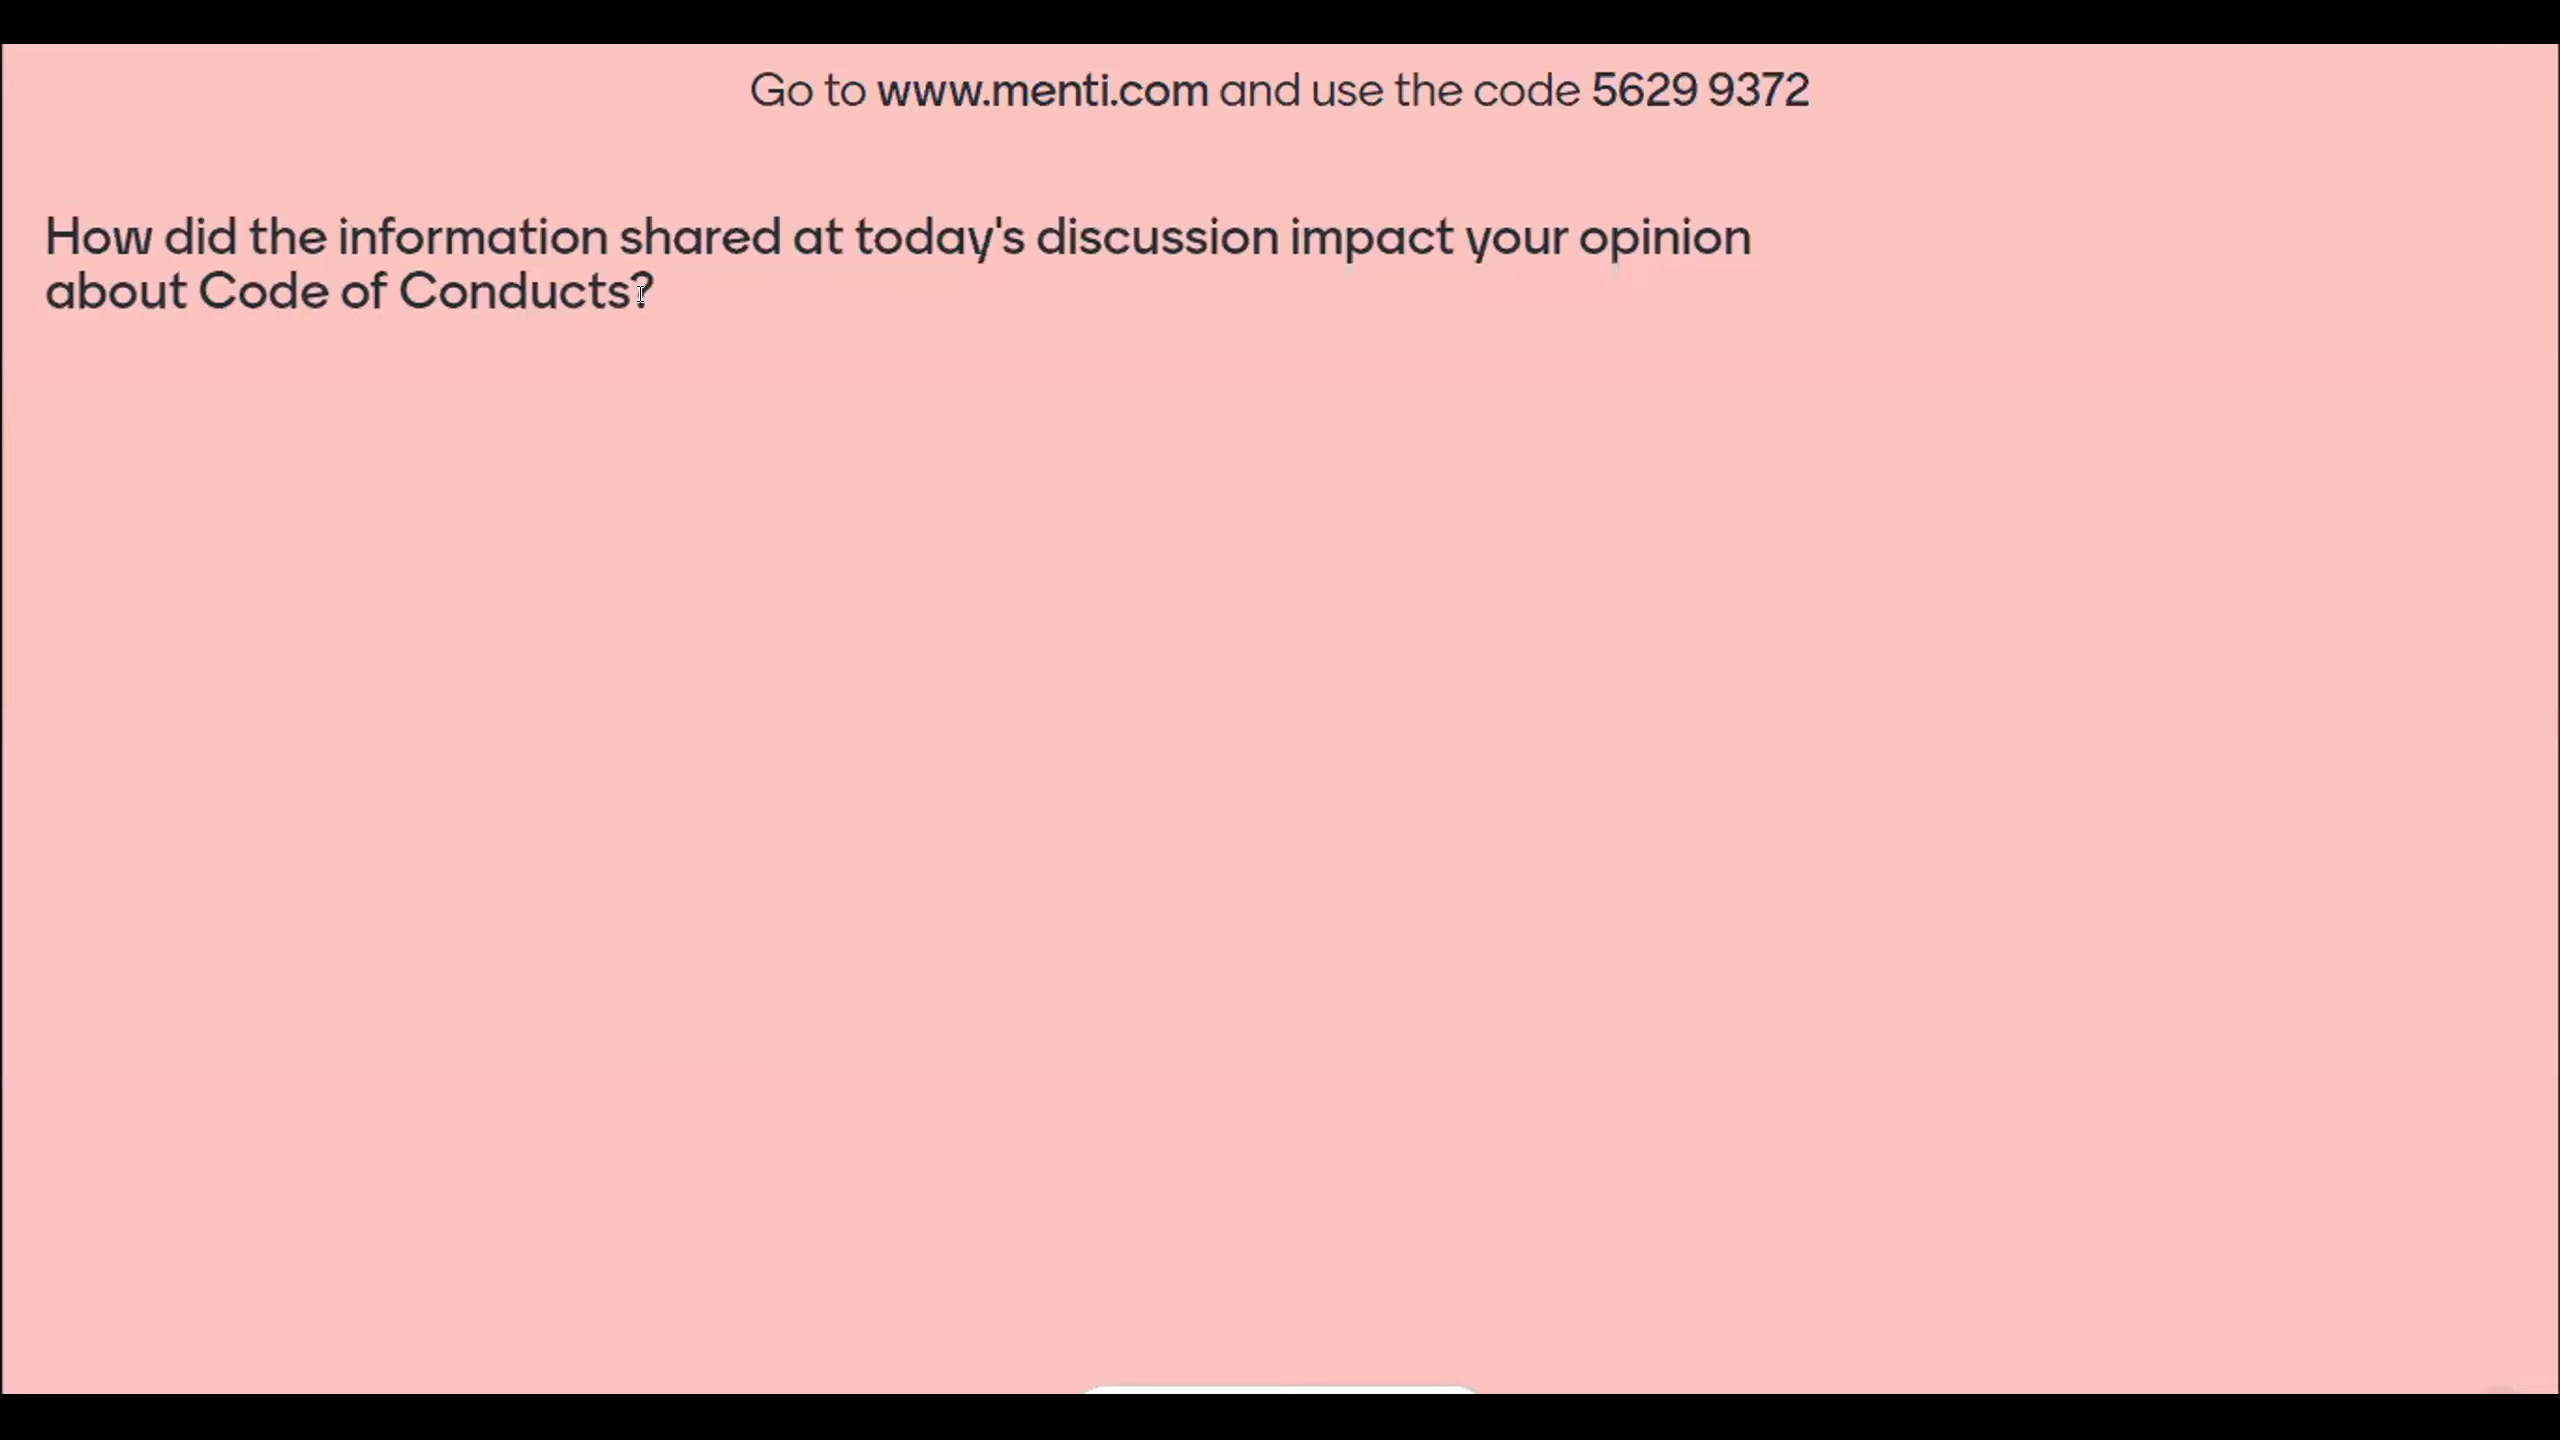 Go to www.menti.com and use the code 5629 9372
How did the information shared at today's discussion impact your opinion
about Code of Conducts?